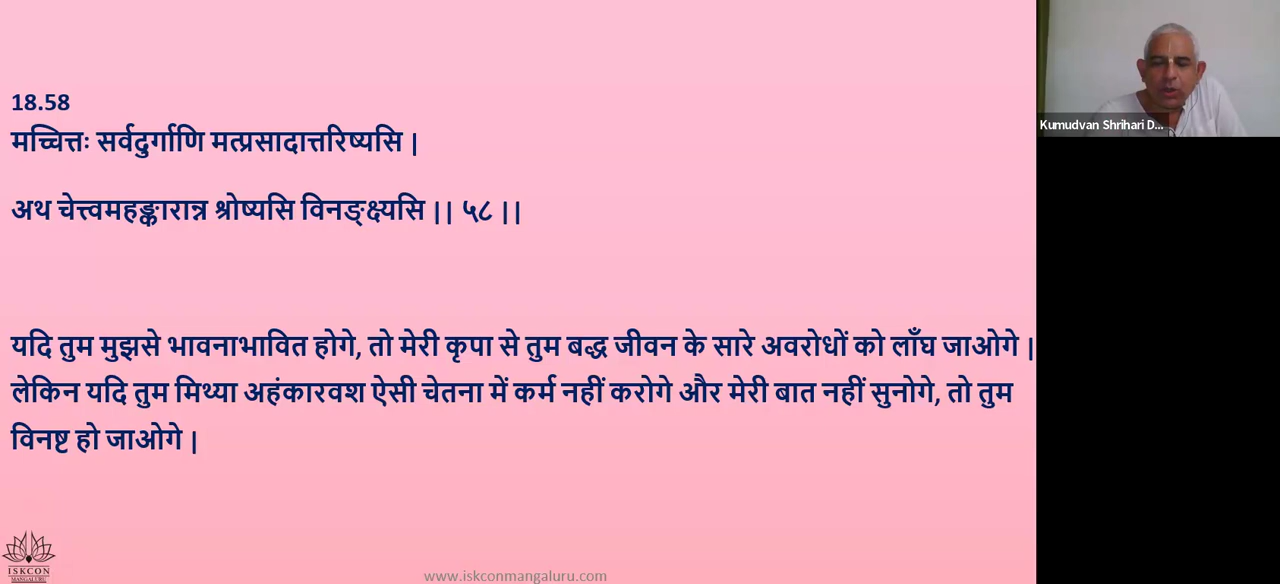 18.58
मच्चित्तः सर्वदुर्गाणि मत्प्रसादात्तरिष्यसि |
अथ चेत्त्वमहङ्कारान्न श्रोष्यसि विनङ्क्ष्यसि || ५८ ||
यदि तुम मुझसे भावनाभावित होगे, तो मेरी कृपा से तुम बद्ध जीवन के सारे अवरोधों को लाँघ जाओगे |
लेकिन यदि तुम मिथ्या अहंकारवश ऐसी चेतना में कर्म नहीं करोगे और मेरी बात नहीं सुनोगे, तो तुम
विनष्ट हो जाओगे |
Kumudvan Shrihari D...
ISKCON
MANGALURU
www.iskconmangaluru.com